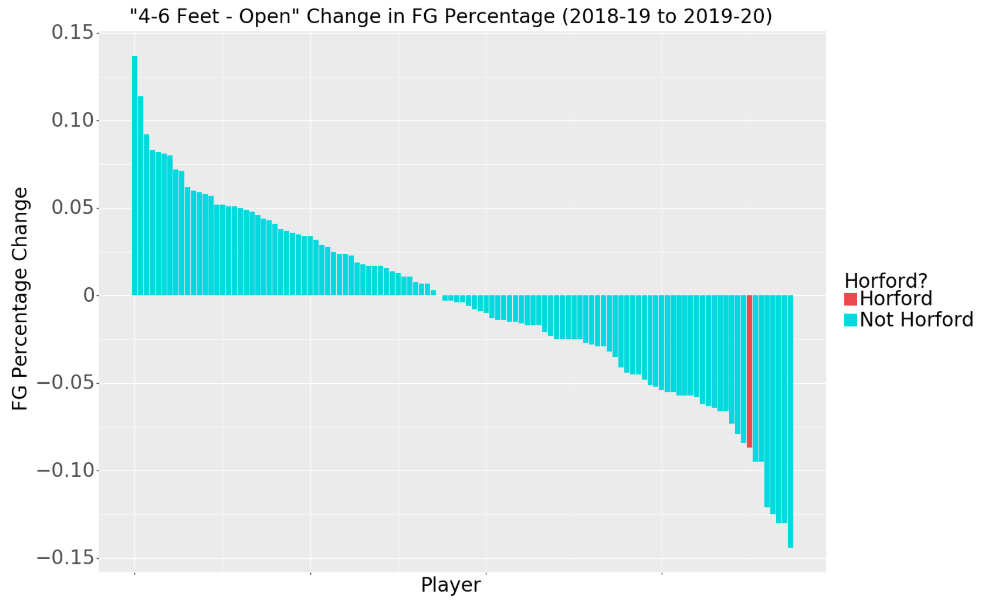 "4-6 Feet - Open" Change in FG Percentage (2018-19 to 2019-20)
0.15
0.10
0.05
0
−0.05
−0.10
−0.15
FG Percentage Change
Player
Horford?
Horford
Not Horford